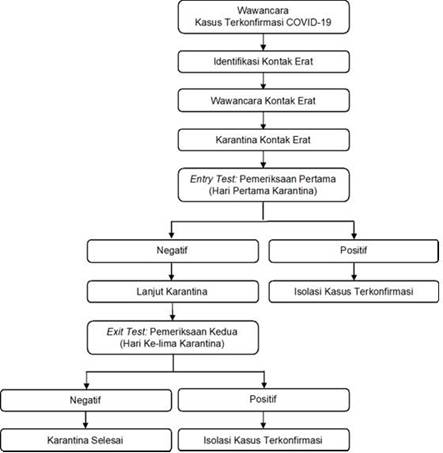 Wawancara
Kasus Terkonfirmasi COVID-19
Identifikasi Kontak Erat
Wawancara Kontak Erat
Karantina Kontak Erat
Entry Test: Pemeriksaan Pertama
(Hari Pertama Karantina)
Negatif
Positif
Lanjut Karantina
Isolasi Kasus Terkonfirmasi
Exit Test: Pemeriksaan Kedua
(Hari Ke-lima Karantina)
Negatif
Positif
Karantina Selesai
Isolasi Kasus Terkonfirmasi